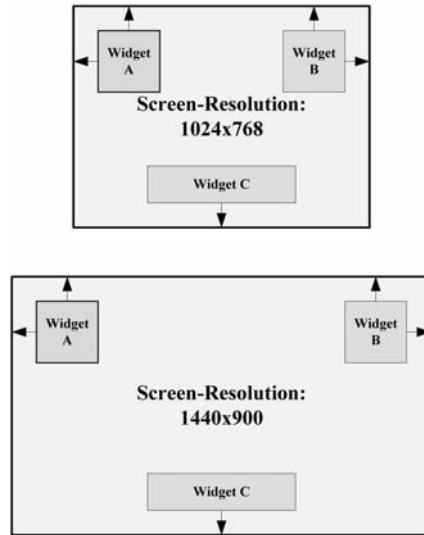 Widget
A
Widget
B
Screen-Resolution:
1024x768
Widget C
Widget
A
Widget
B
Screen-Resolution:
1440x900
Widget C